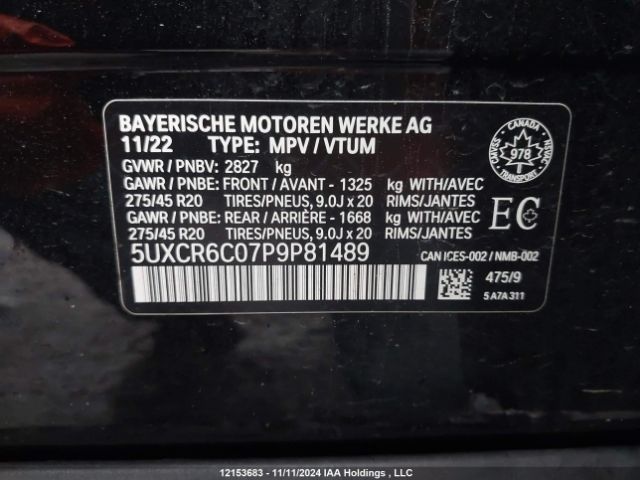 BAYERISCHE MOTOREN WERKE AG
11/22 TYPE: MPV / VTUM
GVWR / PNBV: 2827 kg
GAWR / PNBE: FRONT / AVANT - 1325 kg WITH/AVEC
275/45 R20 TIRES/PNEUS, 9.0J x 20 RIMS/JANTES
GAWR / PNBE: REAR / ARRIÈRE - 1668 kg WITH/AVEC
275/45 R20 TIRES/PNEUS, 9.0J x 20 RIMS/JANTES
5UXCR6C07P9P81489
CANADA
978
TRANSPORT
EC
CAN ICES-002 / NMB-002
475/9
5 A7A 311
12153683 - 11/11/2024 IAA Holdings , LLC